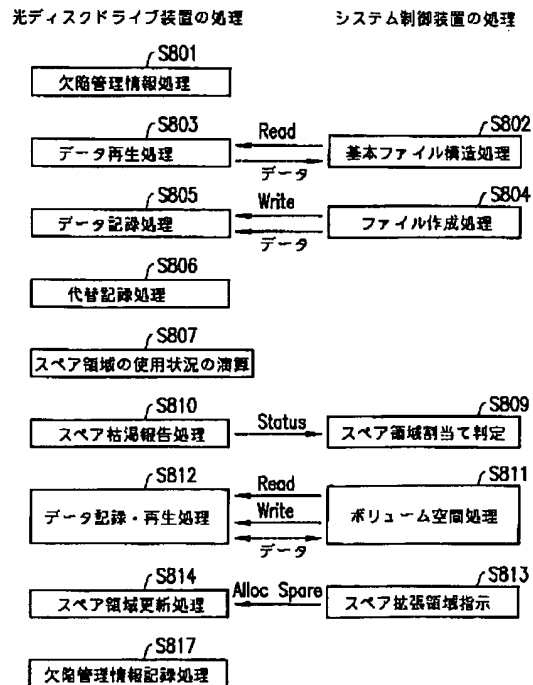 光ディスクドライブ装置の処理 システム制御装置の処理
S801
欠陥管理情報処理
S803 S802
データ再生処理 Read 基本ファイル構造処理
データ
S805 S804
データ記録処理 Write ファイル作成処理
データ
S806
代替記録処理
S807
スペア領域の使用状況の演算
S810 S809
スペア枯渇報告処理 Status スペア領域割当て判定
S812 S811
Read
データ記録・再生処理 Write ボリューム空間処理
データ
S814 S813
スペア領域更新処理 Alloc Spare スペア拡張領域指示
S817
欠陥管理情報記録処理